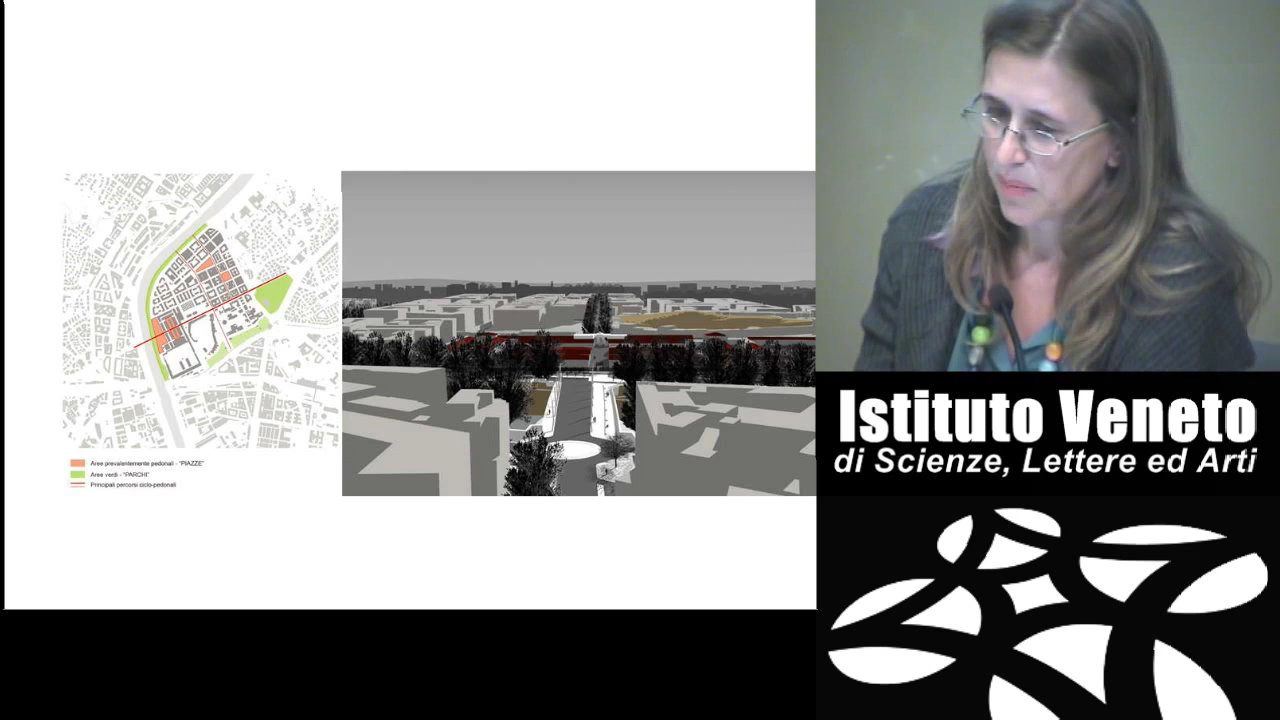 Aree prevalentemente pedonali - "PIAZZE"
Aree verdi - "PARCHI"
Principali percorsi ciclo-pedonali
Istituto Veneto
di Scienze, Lettere ed Arti